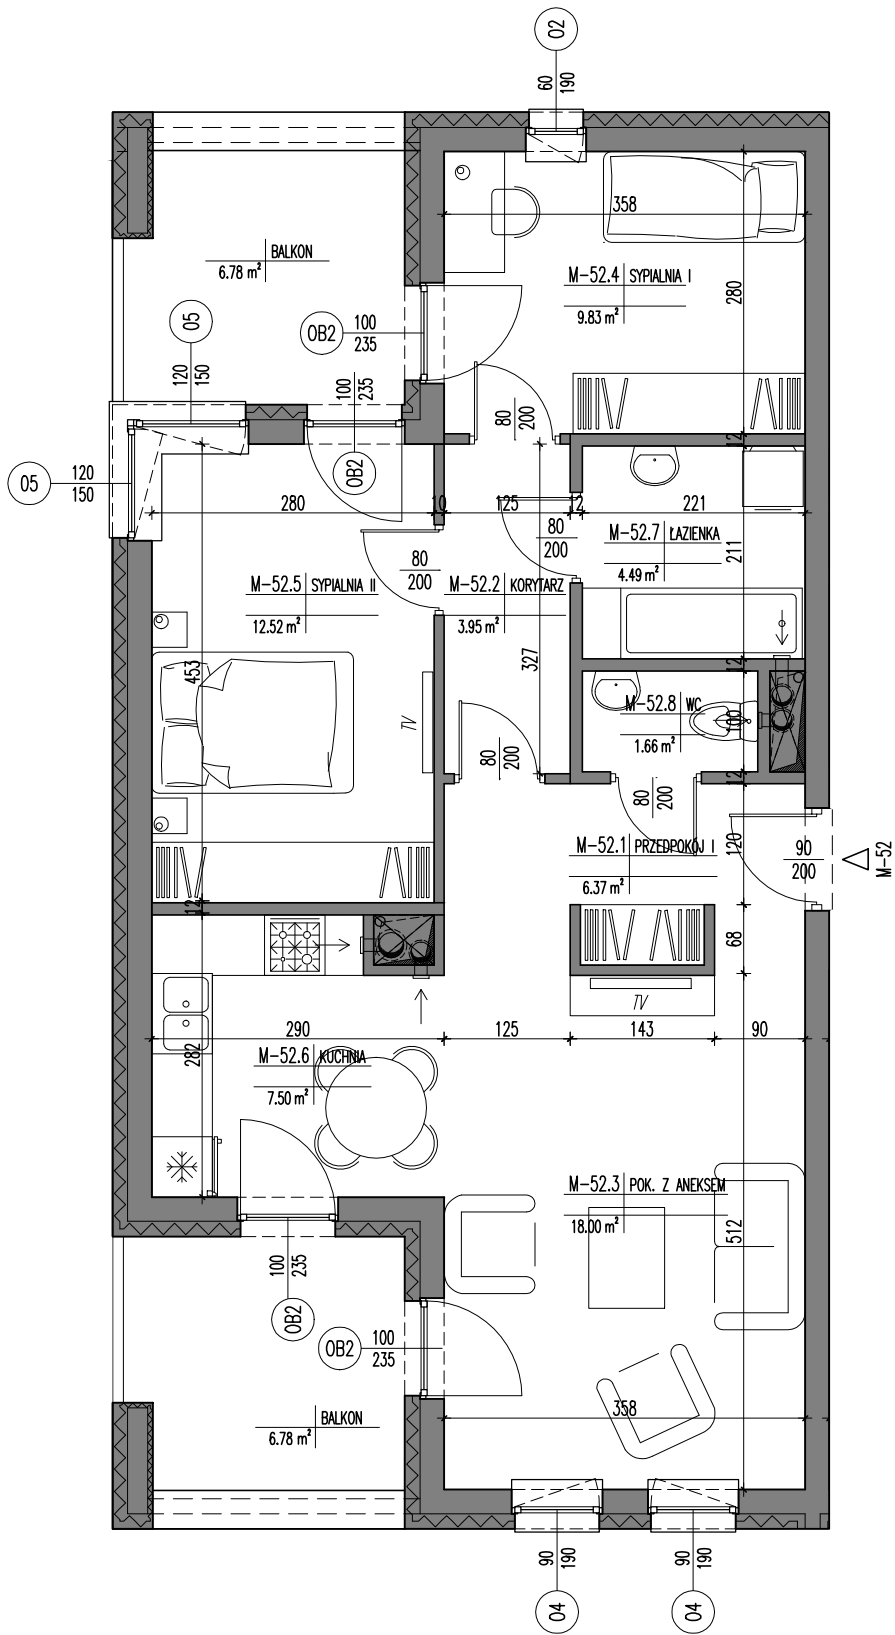 02
60
190
358
BALKON
6.78 m²
M-52.4 SYPIALNIA I
9.83 m²
280
05
120
150
OB2
100
235
100
235
OB2
80
200
12
05
120
150
280
10
125
12
221
80
200
M-52.7 ŁAZIENKA
4.49 m²
211
80
200
M-52.5 SYPIALNIA II
12.52 m²
M-52.2 KORYTARZ
3.95 m²
453
327
12
TV
M-52.8 WC
1.66 m²
100
80
200
12
80
200
M-52.1 PRZEDPOKÓJ I
6.37 m²
120
90
200
M-52
12
68
TV
290
125
143
90
282
M-52.6 KUCHNIA
7.50 m²
M-52.3 POK. Z ANEKSEM
18.00 m²
512
100
235
OB2
OB2
100
235
358
BALKON
6.78 m²
90
190
04
90
190
04